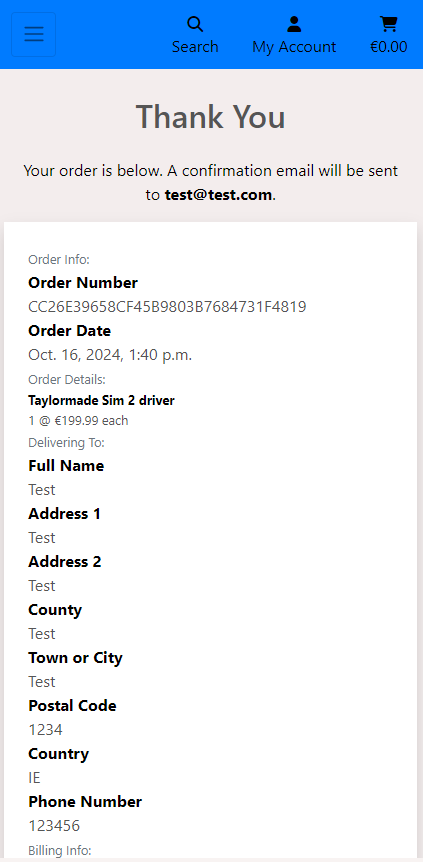 Search
My Account
€0.00
Thank You
Your order is below. A confirmation email will be sent
to test@test.com.
Order Info:
Order Number
CC26E39658CF45B9803B7684731F4819
Order Date
Oct. 16, 2024, 1:40 p.m.
Order Details:
Taylormade Sim 2 driver
1 @ €199.99 each
Delivering To:
Full Name
Test
Address 1
Test
Address 2
Test
County
Test
Town or City
Test
Postal Code
1234
Country
IE
Phone Number
123456
Billing Info: